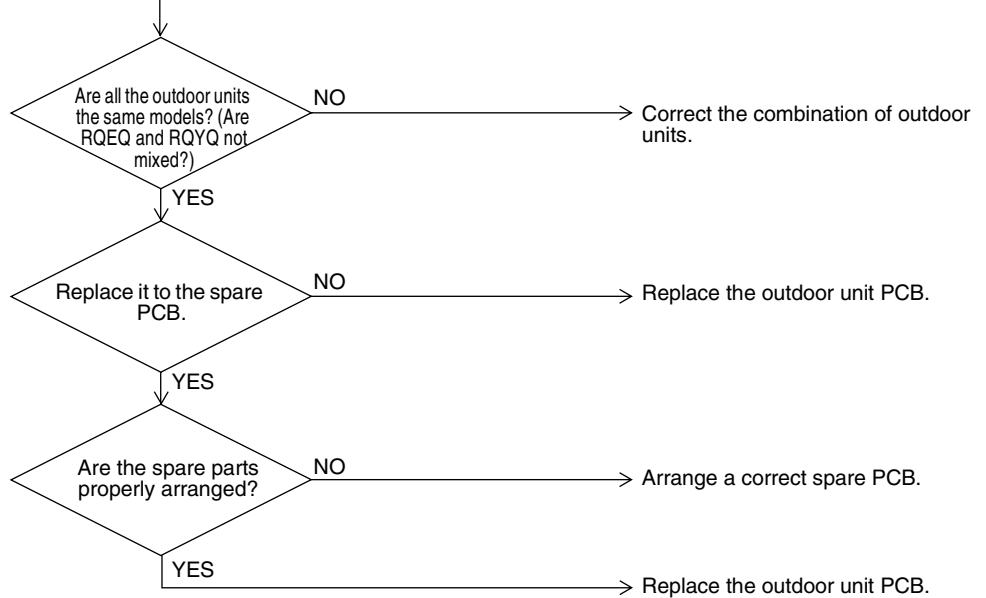 Are all the outdoor units
the same models? (Are
RQEQ and RQYQ not
mixed?)
NO
Correct the combination of outdoor
units.
YES
Replace it to the spare
PCB.
NO
Replace the outdoor unit PCB.
YES
Are the spare parts
properly arranged?
NO
Arrange a correct spare PCB.
YES
Replace the outdoor unit PCB.